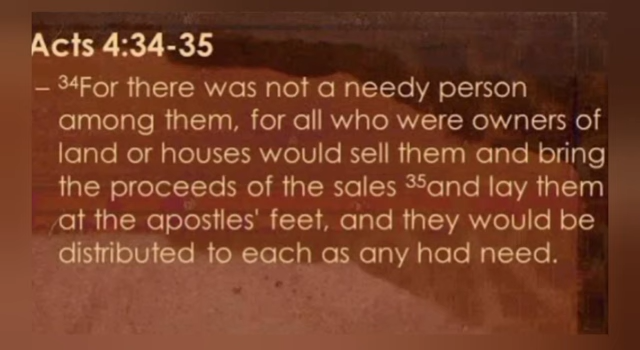 Acts 4:34-35
– ³⁴For there was not a needy person
among them, for all who were owners of
land or houses would sell them and bring
the proceeds of the sales ³⁵and lay them
at the apostles' feet, and they would be
distributed to each as any had need.